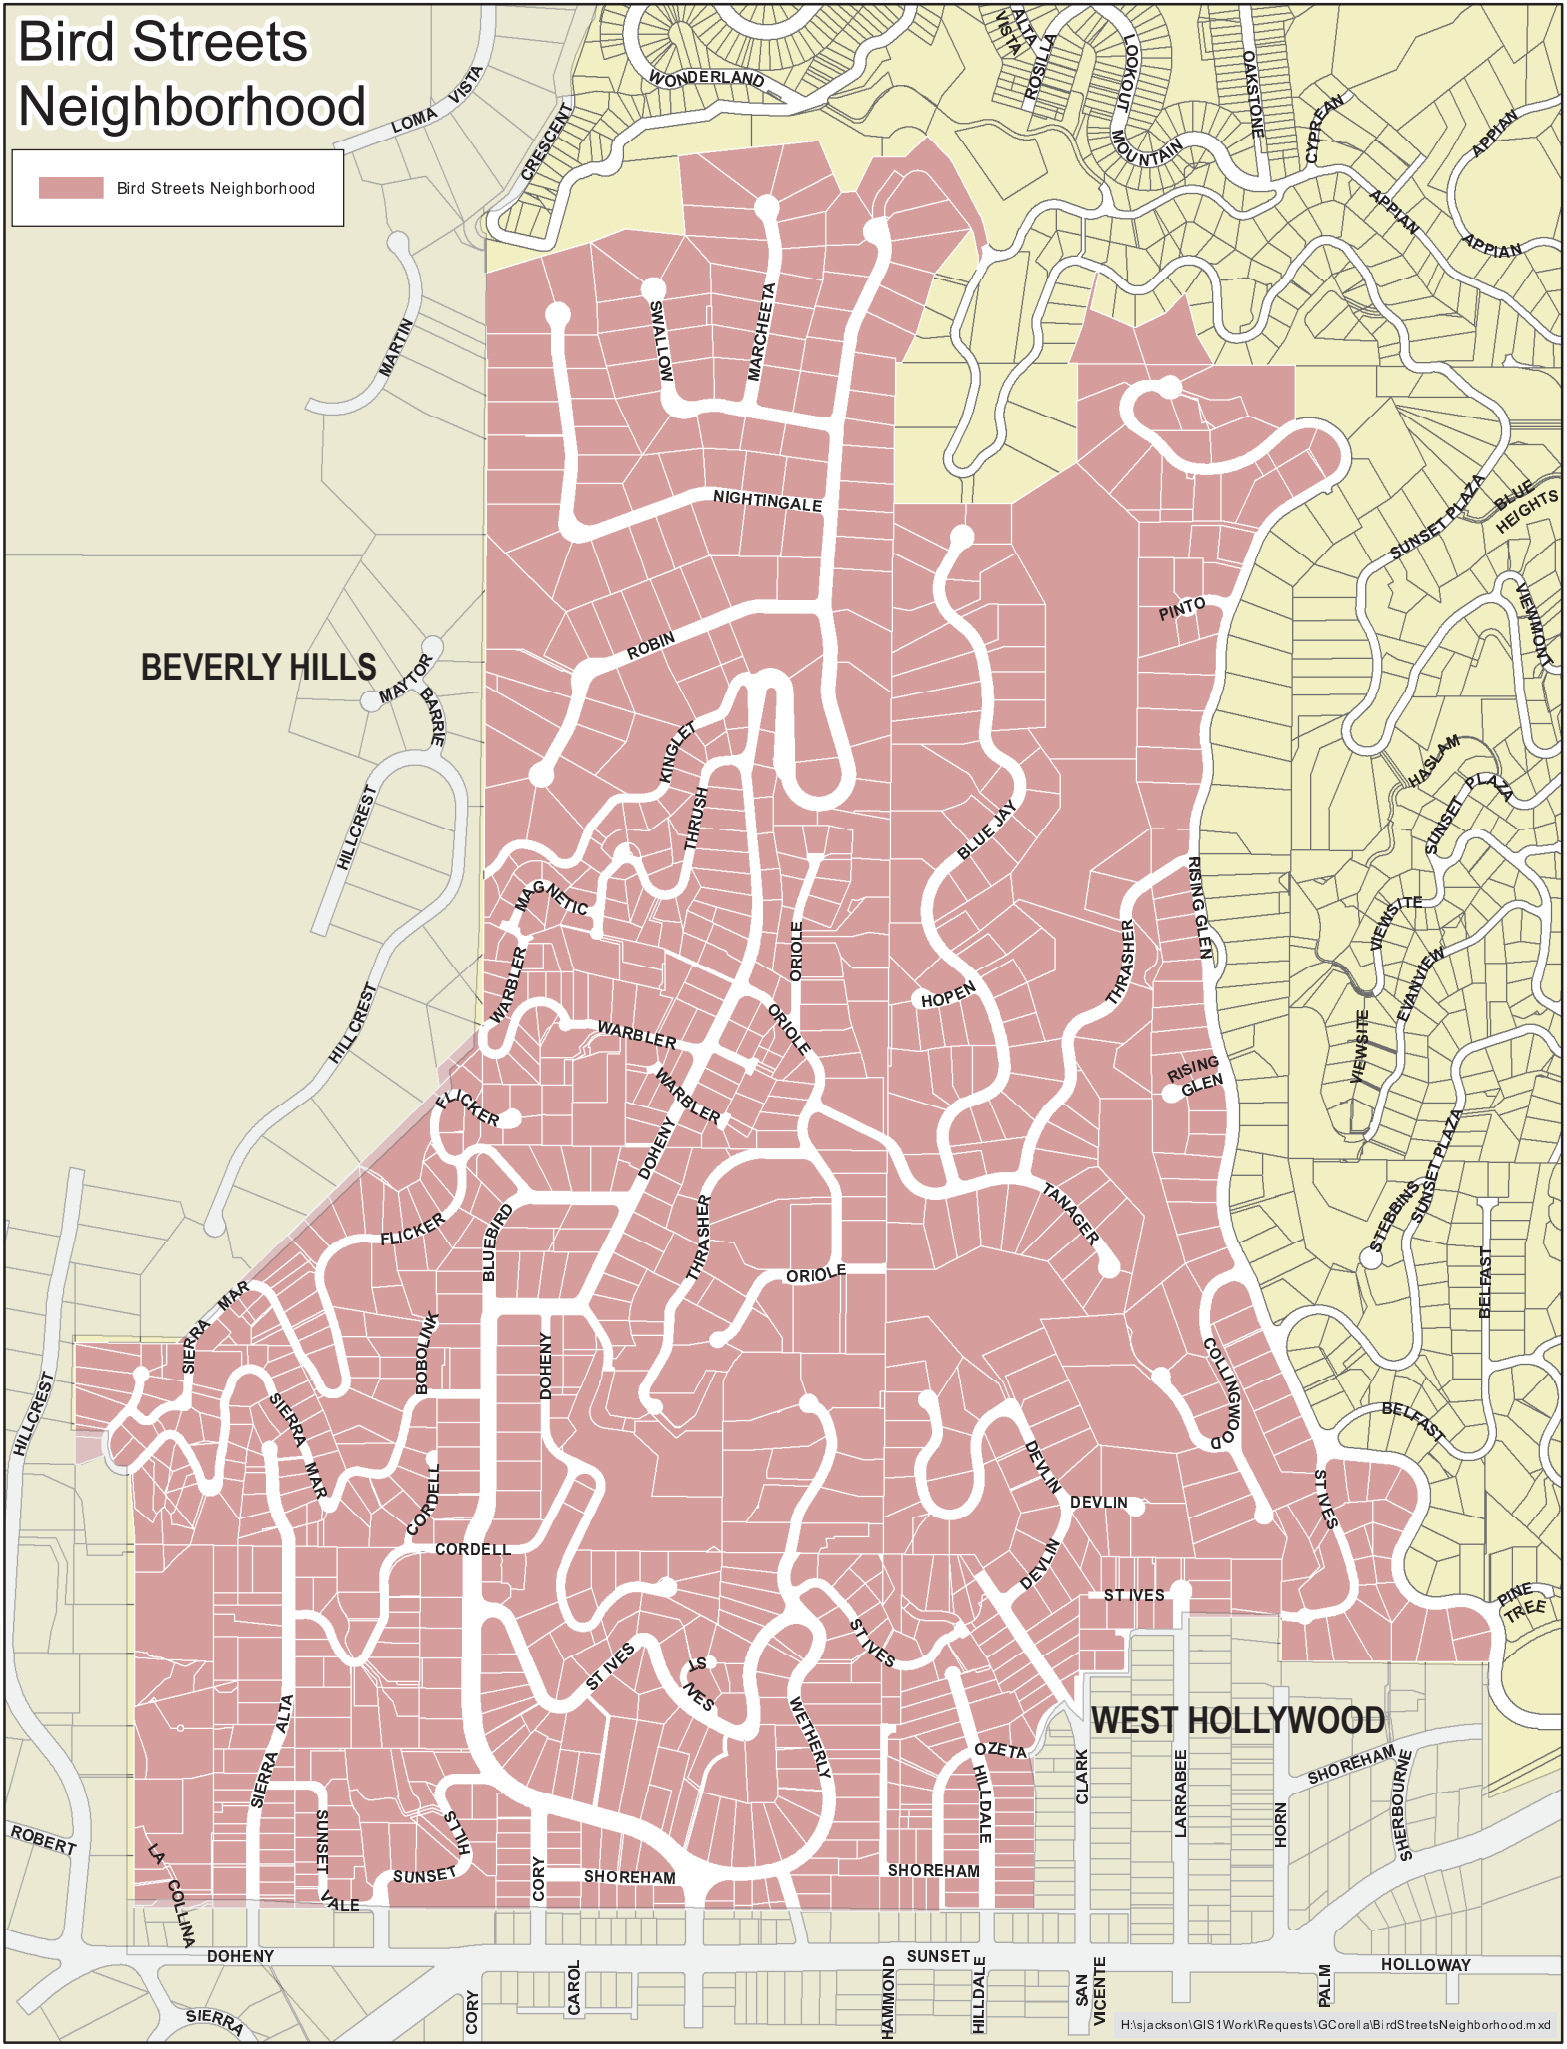 Bird Streets
Neighborhood
Bird Streets Neighborhood
LOMA VISTA
CRESCENT
WONDERLAND
ALTA
VISTA
ROSILLA
LOOKOUT
MOUNTAIN
OAKSTONE
CYPREAN
APPIAN
APPIAN
APPIAN
MARTIN
SWALLOW
MARCHEETA
NIGHTINGALE
SUNSET PLAZA
BLUE
HEIGHTS
VIEWMONT
PINTO
ROBIN
BEVERLY HILLS
MAYTOR
BARRIE
KINGLET
THRUSH
HASLAM
SUNSET PLAZA
HILLCREST
BLUE JAY
MAGNETIC
RISING GLEN
THRASHER
VIEWSITE
EVANVIEW
ORIOLE
HOPEN
WARBLER
HILLCREST
WARBLER
ORIOLE
VIEWSITE
RISING
GLEN
WARBLER
FLICKER
DOHENY
SUNSET PLAZA
STEBBINS
TANAGER
FLICKER
BLUEBIRD
THRASHER
ORIOLE
BELFAST
SIERRA MAR
BOBOLINK
DOHENY
COLLINGWOOD
HILLCREST
SIERRA MAR
BELFAST
DEVLIN
DEVLIN
ST IVES
CORDELL
CORDELL
DEVLIN
ST IVES
PINE
TREE
ST IVES
ST IVES
ST
IVES
WETHERLY
WEST HOLLYWOOD
SIERRA ALTA
OZETA
HILLDALE
CLARK
LARRABEE
HORN
SHOREHAM
SHERBOURNE
ROBERT
LA COLLINA
SUNSET
VALE
SUNSET HILLS
CORY
SHOREHAM
SHOREHAM
DOHENY
SUNSET
HOLLOWAY
SIERRA
CORY
CAROL
HAMMOND
HILLDALE
SAN
VICENTE
PALM
H:\sjackson\GIS1Work\Requests\GCorella\BirdStreetsNeighborhood.mxd